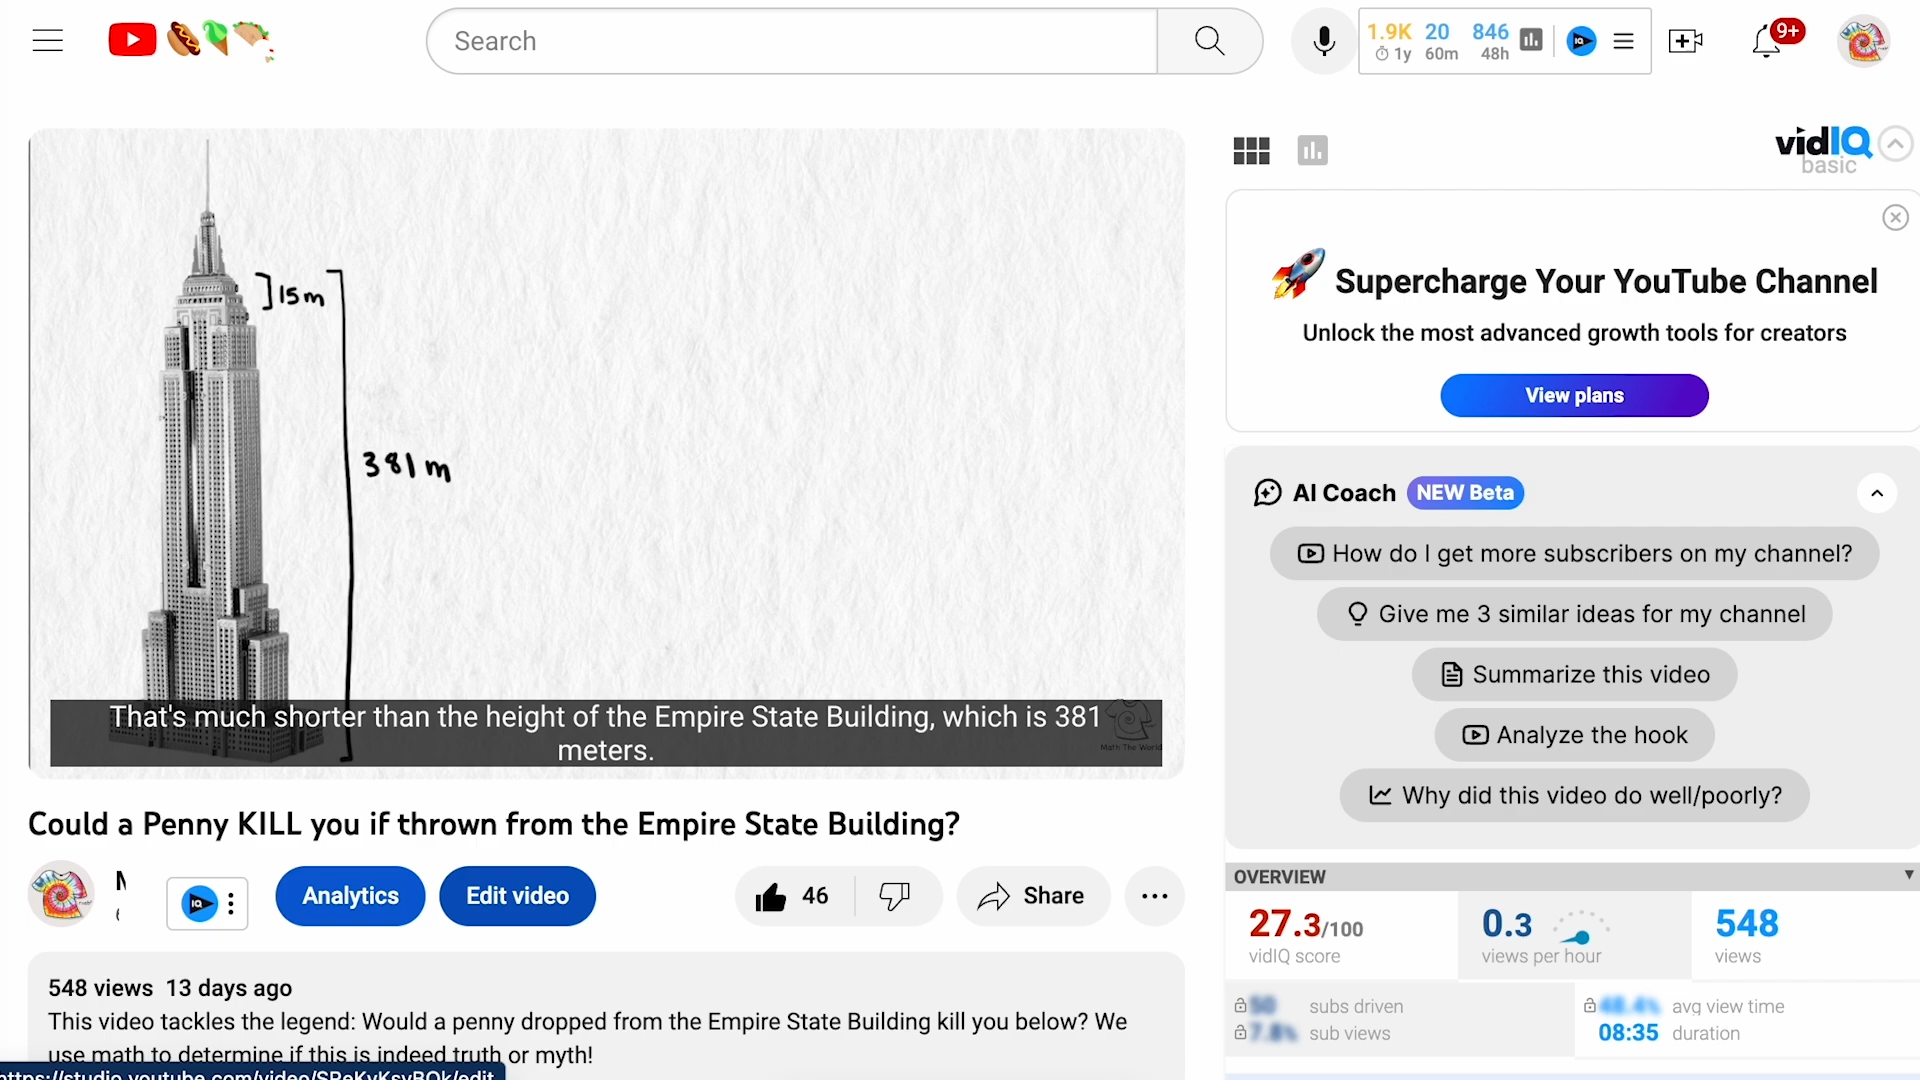 Search
1.9K 20 846
1y 60m 48h
IQ
9+
15m
381 m
That's much shorter than the height of the Empire State Building, which is 381
meters.
Math The World
Could a Penny KILL you if thrown from the Empire State Building?
IQ
Analytics
Edit video
46
Share
548 views 13 days ago
This video tackles the legend: Would a penny dropped from the Empire State Building kill you below? We
use math to determine if this is indeed truth or myth!
vidIQ
basic
Supercharge Your YouTube Channel
Unlock the most advanced growth tools for creators
View plans
AI Coach NEW Beta
How do I get more subscribers on my channel?
Give me 3 similar ideas for my channel
Summarize this video
Analyze the hook
Why did this video do well/poorly?
OVERVIEW
27.3/100
vidIQ score
0.3
views per hour
548
views
subs driven
sub views
avg view time
08:35 duration